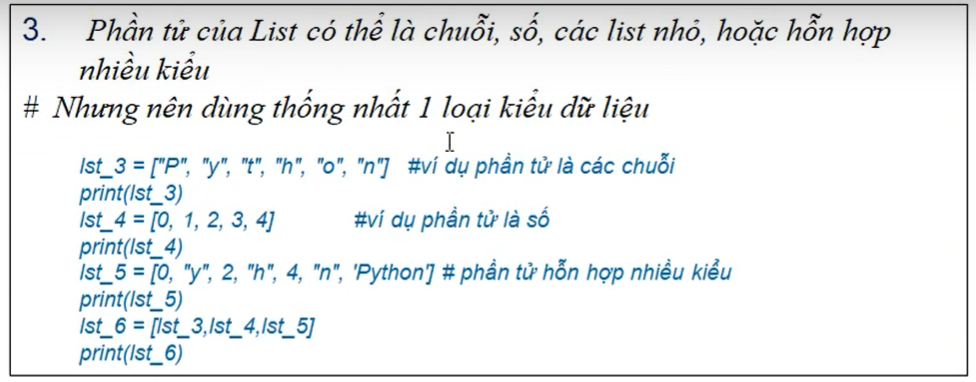 3. Phần tử của List có thể là chuỗi, số, các list nhỏ, hoặc hỗn hợp
nhiều kiểu
# Nhưng nên dùng thống nhất 1 loại kiểu dữ liệu
lst_3 = ["P", "y", "t", "h", "o", "n"] #ví dụ phần tử là các chuỗi
print(lst_3)
lst_4 = [0, 1, 2, 3, 4] #ví dụ phần tử là số
print(lst_4)
lst_5 = [0, "y", 2, "h", 4, "n", 'Python'] # phần tử hỗn hợp nhiều kiểu
print(lst_5)
lst_6 = [lst_3,lst_4,lst_5]
print(lst_6)